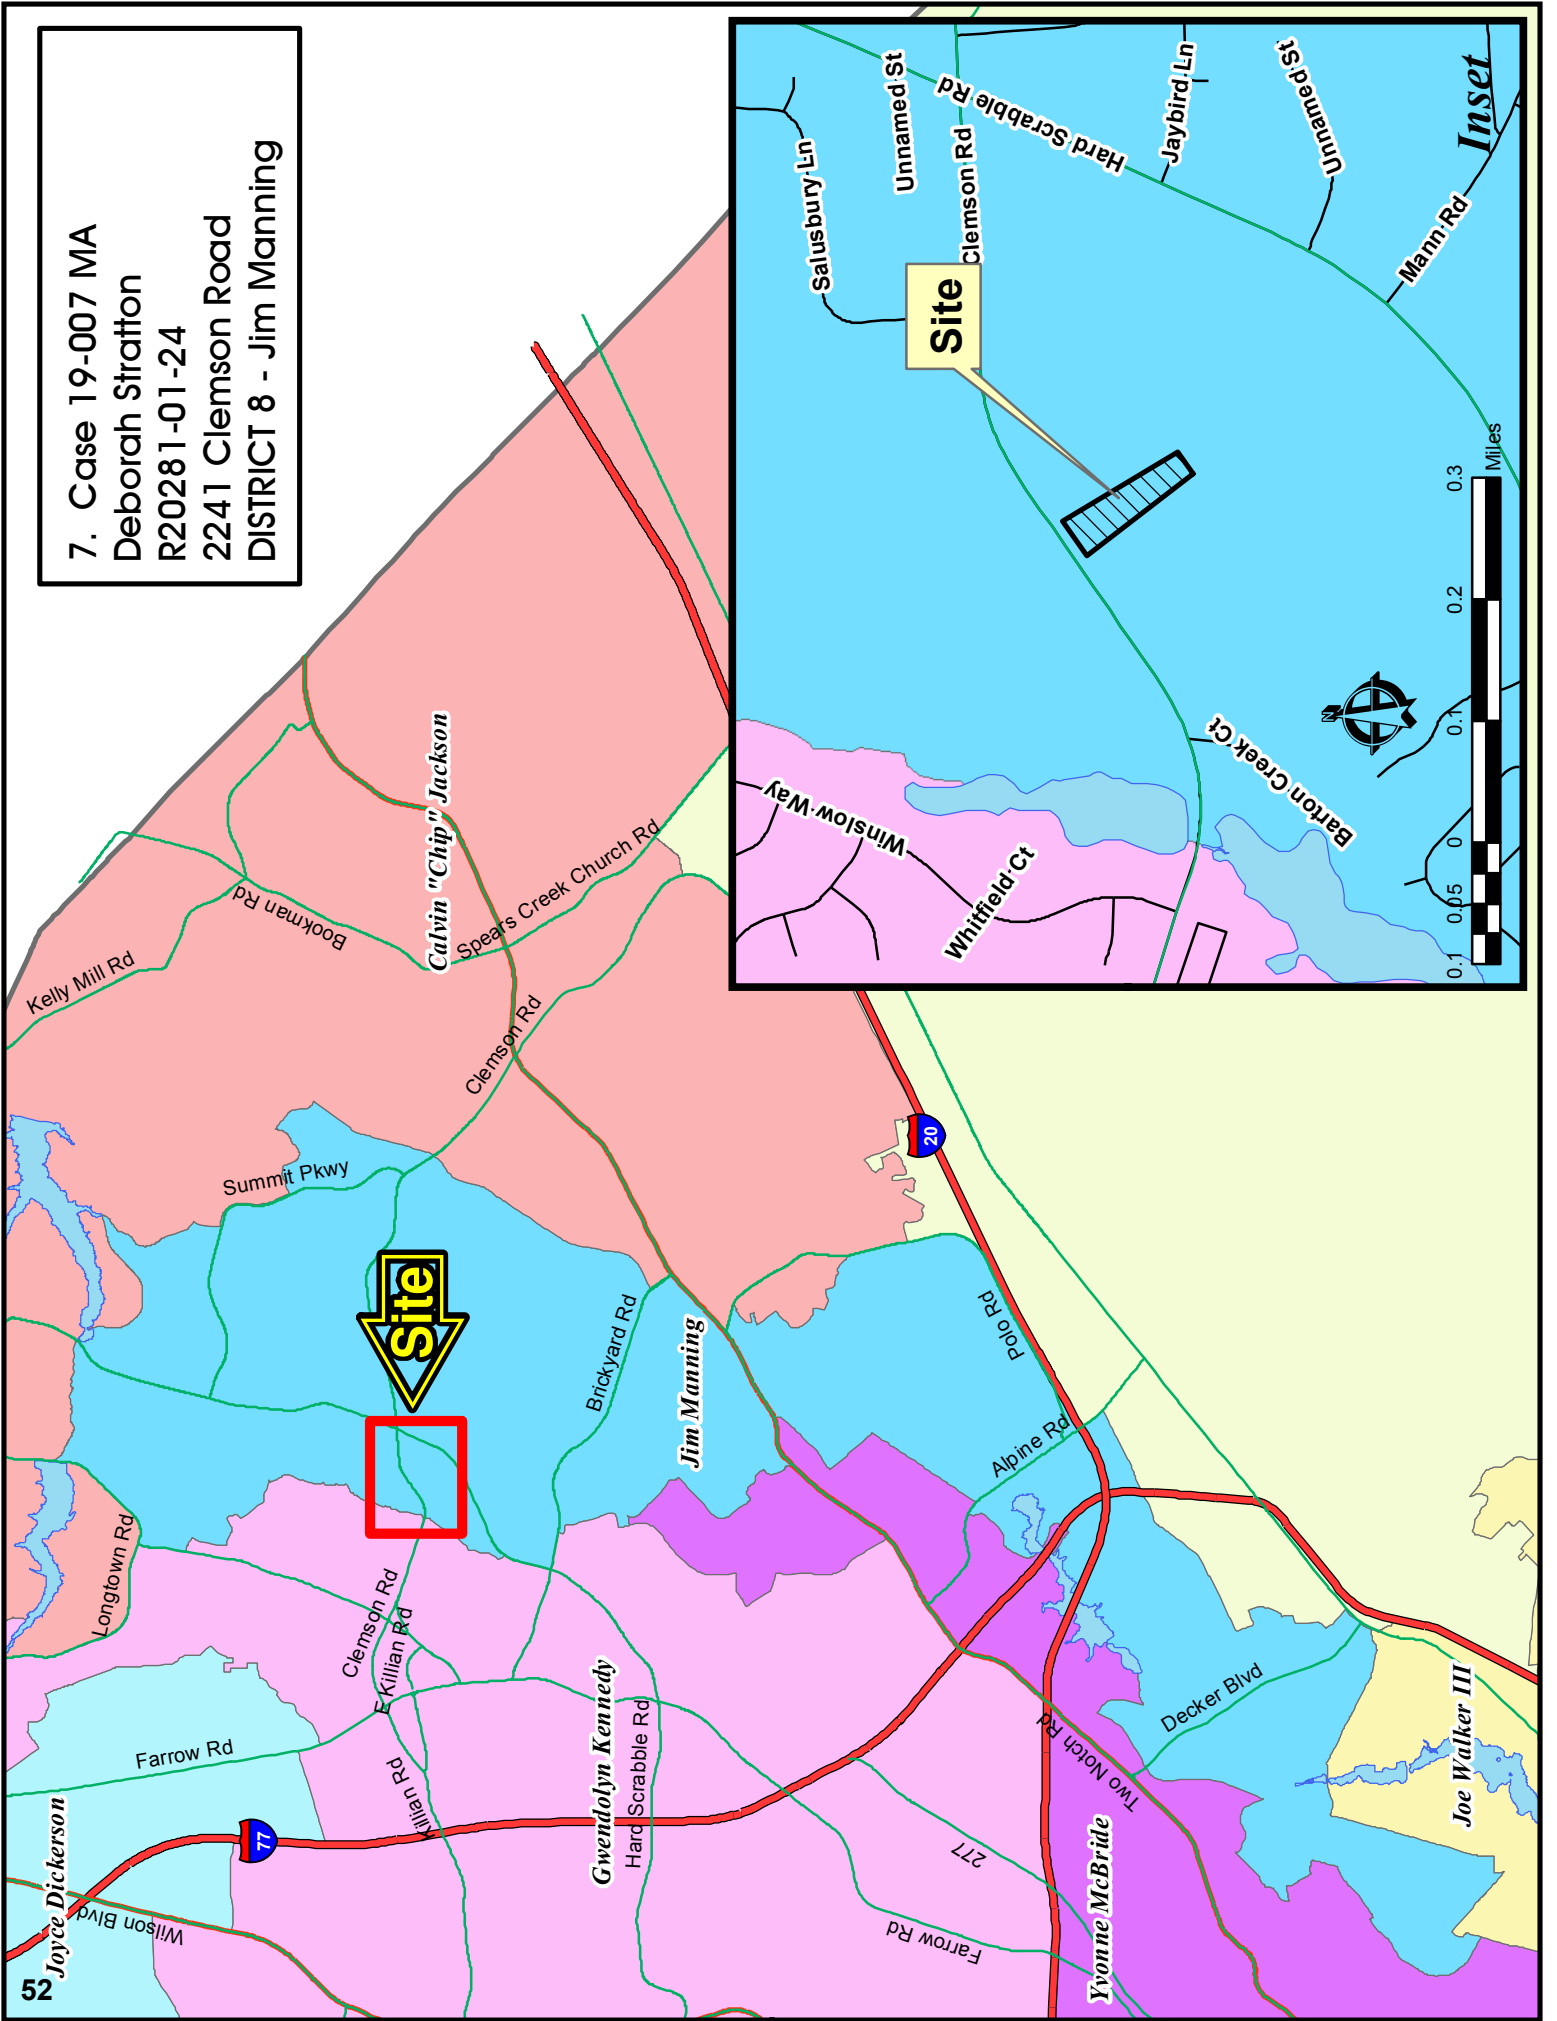 7. Case 19-007 MA
Deborah Stratton
R20281-01-24
2241 Clemson Road
DISTRICT 8 - Jim Manning
52
Joyce Dickerson
Wilson Blvd
77
Farrow Rd
Longtown Rd
Kelly Mill Rd
Bookman Rd
Summit Pkwy
Calvin "Chip" Jackson
Spears Creek Church Rd
Clemson Rd
Site
Clemson Rd
E Killian Rd
Killian Rd
Brickyard Rd
Jim Manning
Gwendolyn Kennedy
Hard Scrabble Rd
Polo Rd
20
Alpine Rd
277
Farrow Rd
Two Notch Rd
Decker Blvd
Yvonne McBride
Joe Walker III
Salusbury Ln
Unnamed St
Clemson Rd
Hard Scrabble Rd
Jaybird Ln
Unnamed St
Mann Rd
Inset
Site
Winslow Way
Whitfield Ct
Barton Creek Ct
N
0.1 0.05 0 0.1 0.2 0.3
Miles